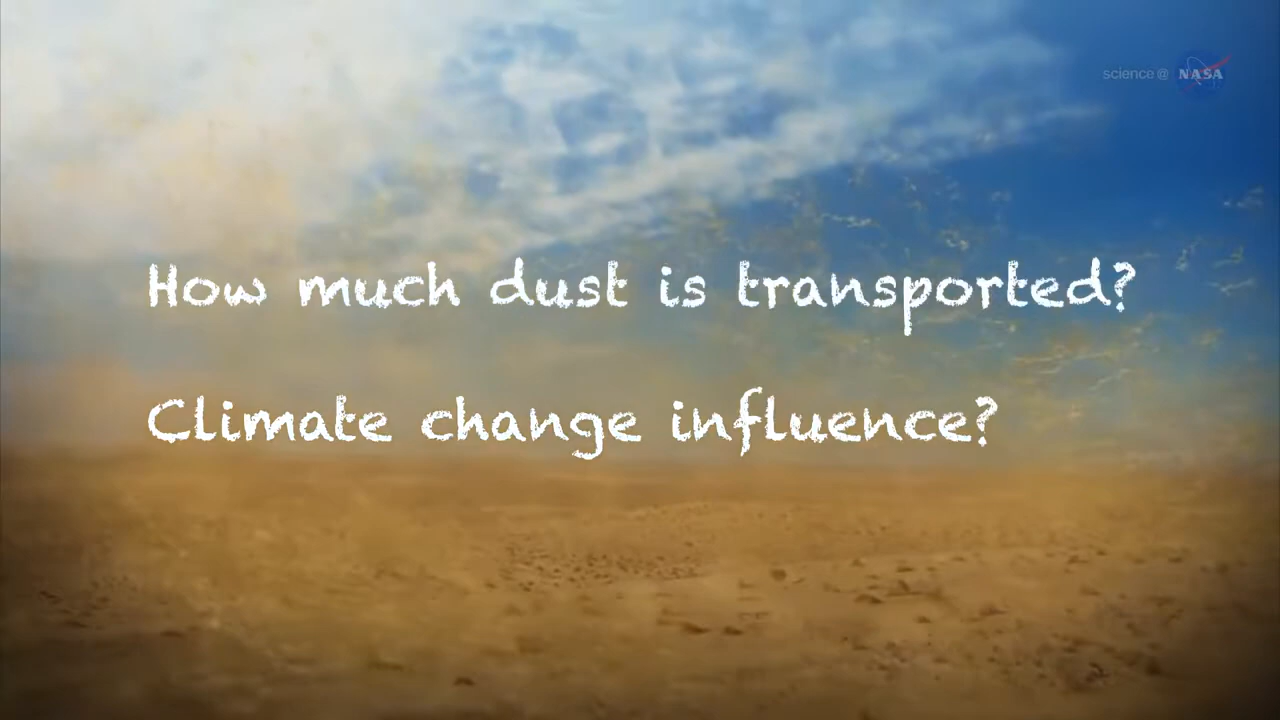 science@ NASA
How much dust is transported?
Climate change influence?